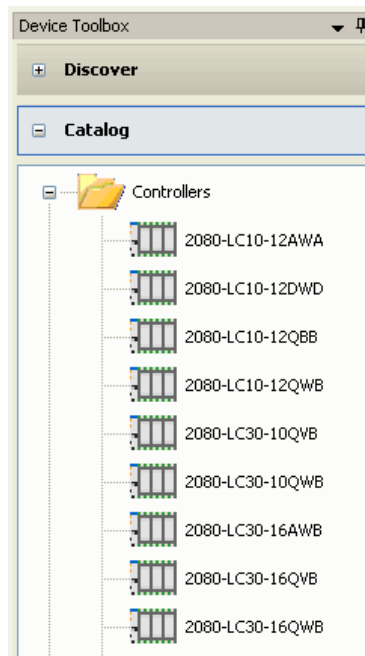 Device Toolbox
Discover
Catalog
Controllers
2080-LC10-12AWA
2080-LC10-12DWD
2080-LC10-12QBB
2080-LC10-12QWB
2080-LC30-10QVB
2080-LC30-10QWB
2080-LC30-16AWB
2080-LC30-16QVB
2080-LC30-16QWB